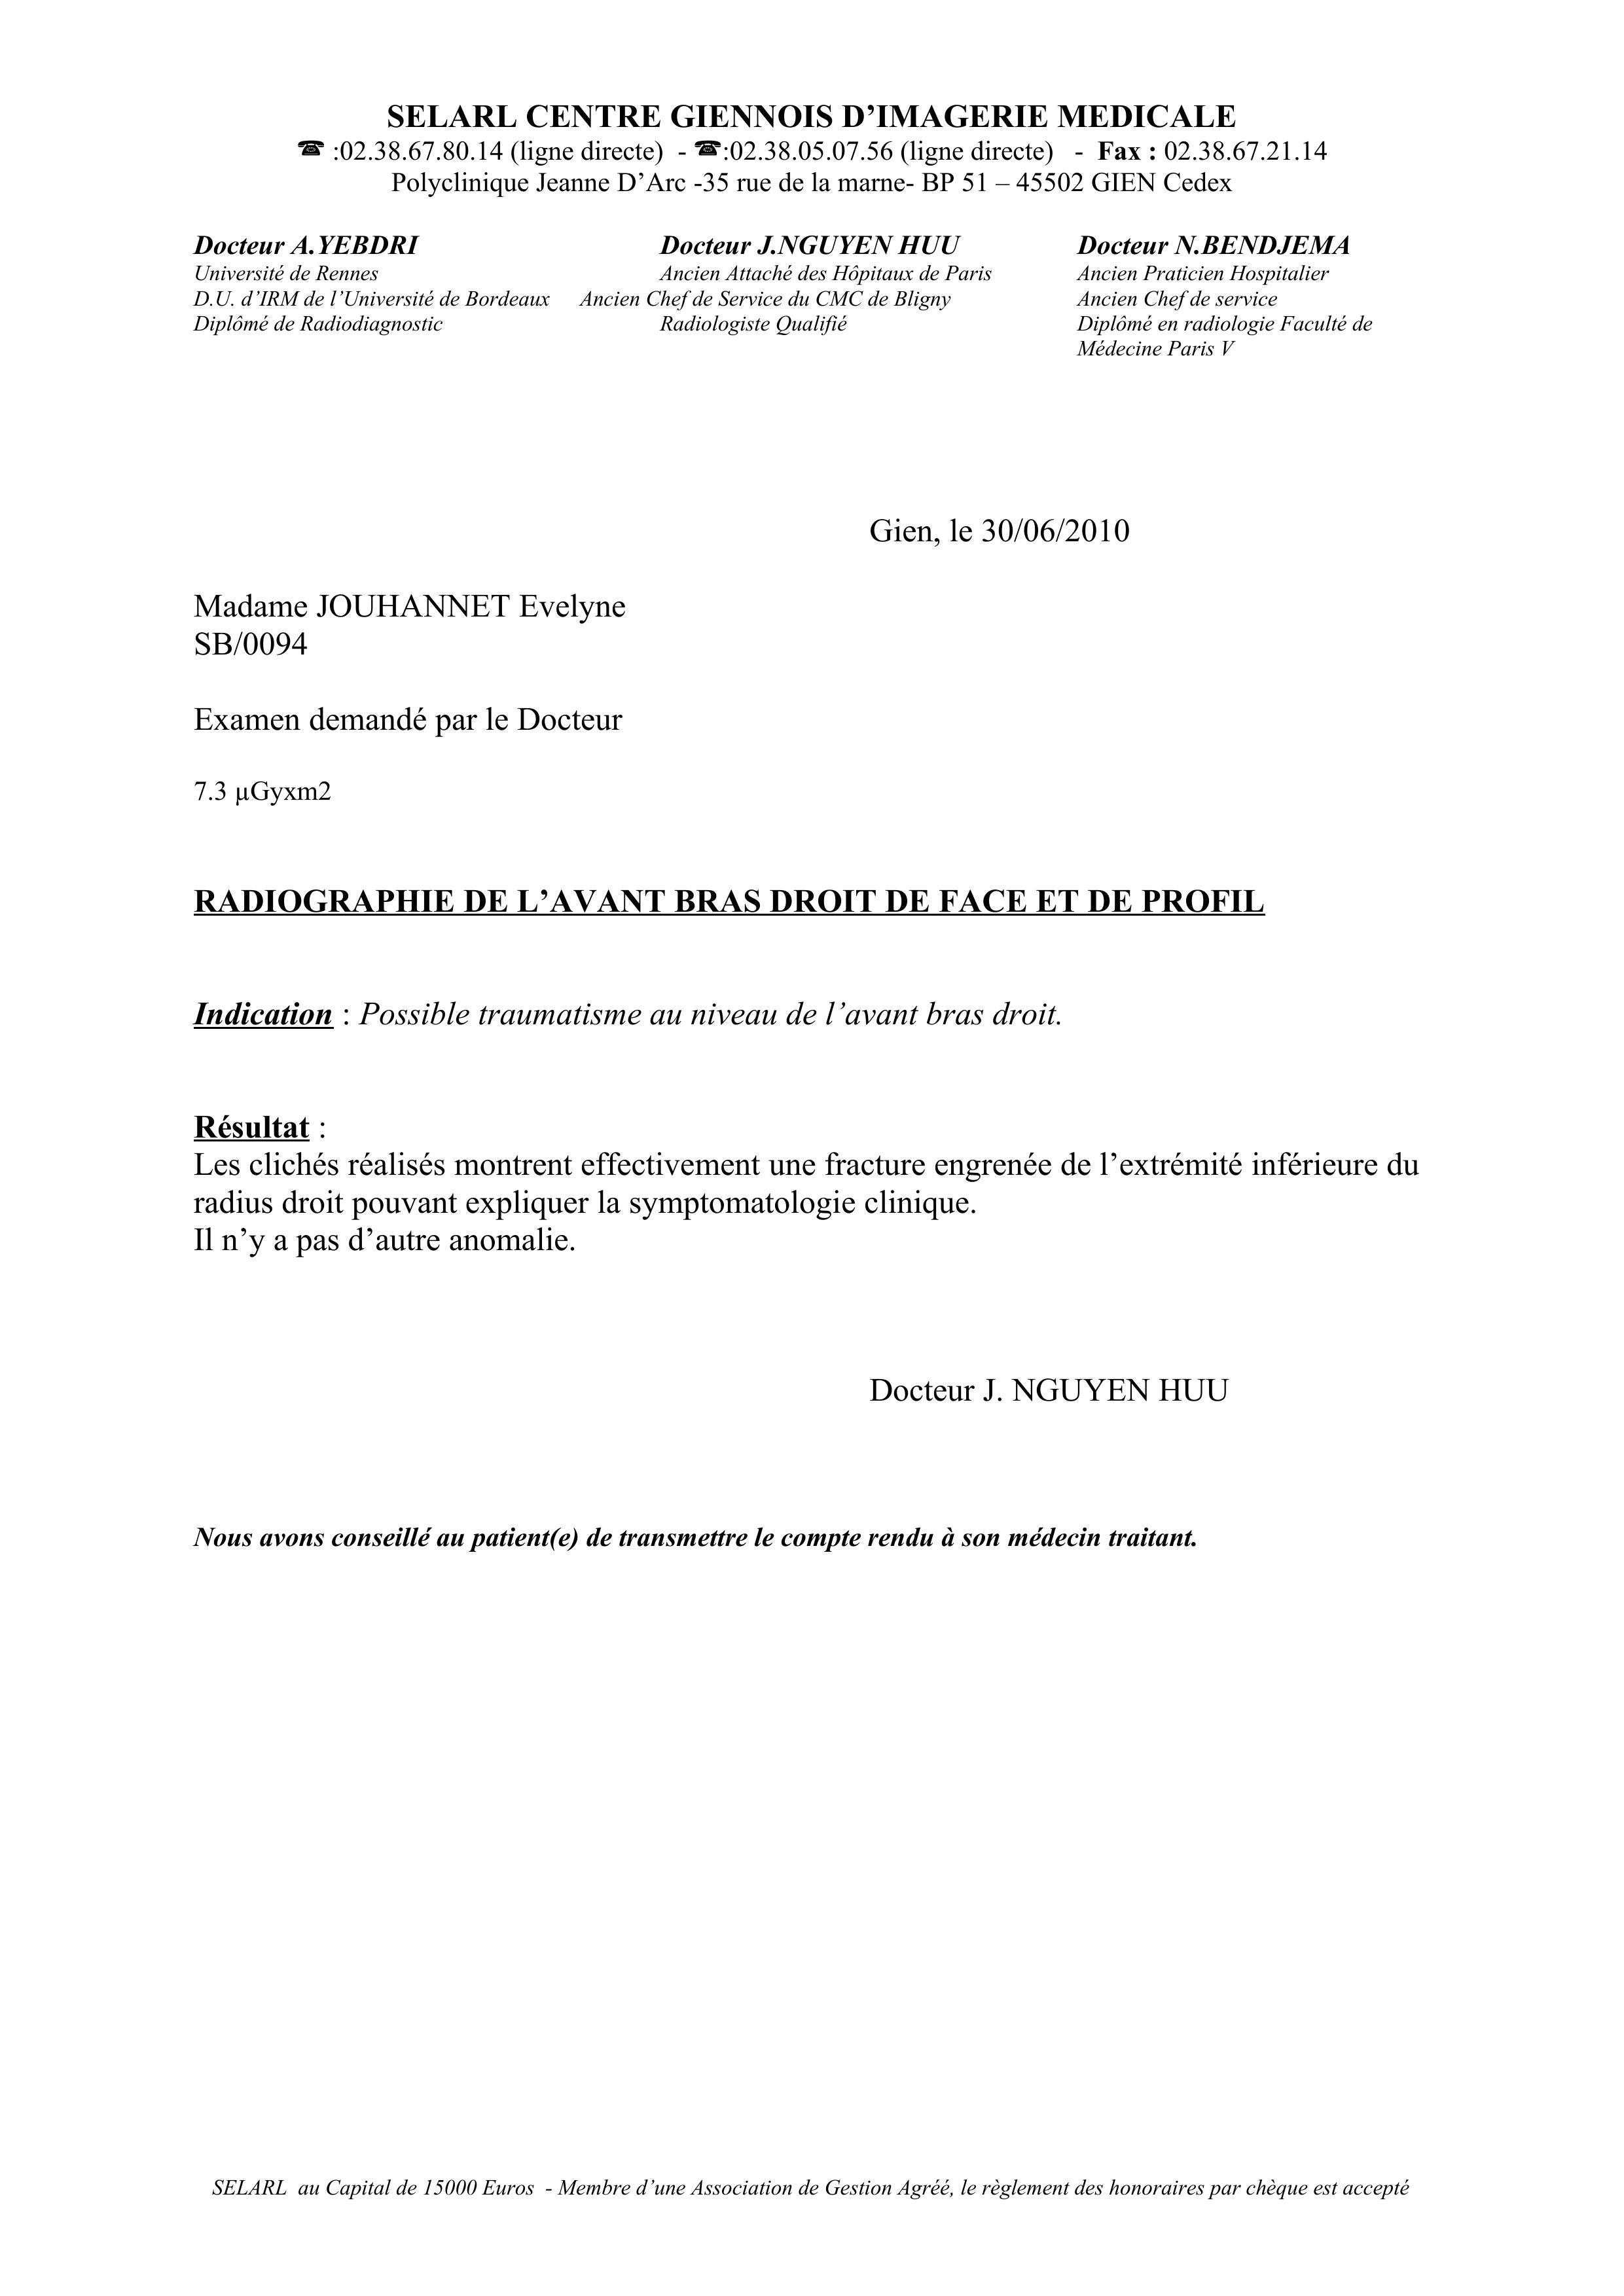 SELARL CENTRE GIENNOIS D’IMAGERIE MEDICALE
☎ :02.38.67.80.14 (ligne directe) - ☎:02.38.05.07.56 (ligne directe) - Fax : 02.38.67.21.14
Polyclinique Jeanne D’Arc -35 rue de la marne- BP 51 – 45502 GIEN Cedex
Docteur A.YEBDRI Docteur J.NGUYEN HUU Docteur N.BENDJEMA
Université de Rennes Ancien Attaché des Hôpitaux de Paris Ancien Praticien Hospitalier
D.U. d’IRM de l’Université de Bordeaux Ancien Chef de Service du CMC de Bligny Ancien Chef de service
Diplômé de Radiodiagnostic Radiologiste Qualifié Diplômé en radiologie Faculté de
Médecine Paris V
Gien, le 30/06/2010
Madame JOUHANNET Evelyne
SB/0094
Examen demandé par le Docteur
7.3 µGyxm2
RADIOGRAPHIE DE L’AVANT BRAS DROIT DE FACE ET DE PROFIL
Indication : Possible traumatisme au niveau de l’avant bras droit.
Résultat :
Les clichés réalisés montrent effectivement une fracture engrenée de l’extrémité inférieure du
radius droit pouvant expliquer la symptomatologie clinique.
Il n’y a pas d’autre anomalie.
Docteur J. NGUYEN HUU
Nous avons conseillé au patient(e) de transmettre le compte rendu à son médecin traitant.
SELARL au Capital de 15000 Euros - Membre d’une Association de Gestion Agréé, le règlement des honoraires par chèque est accepté